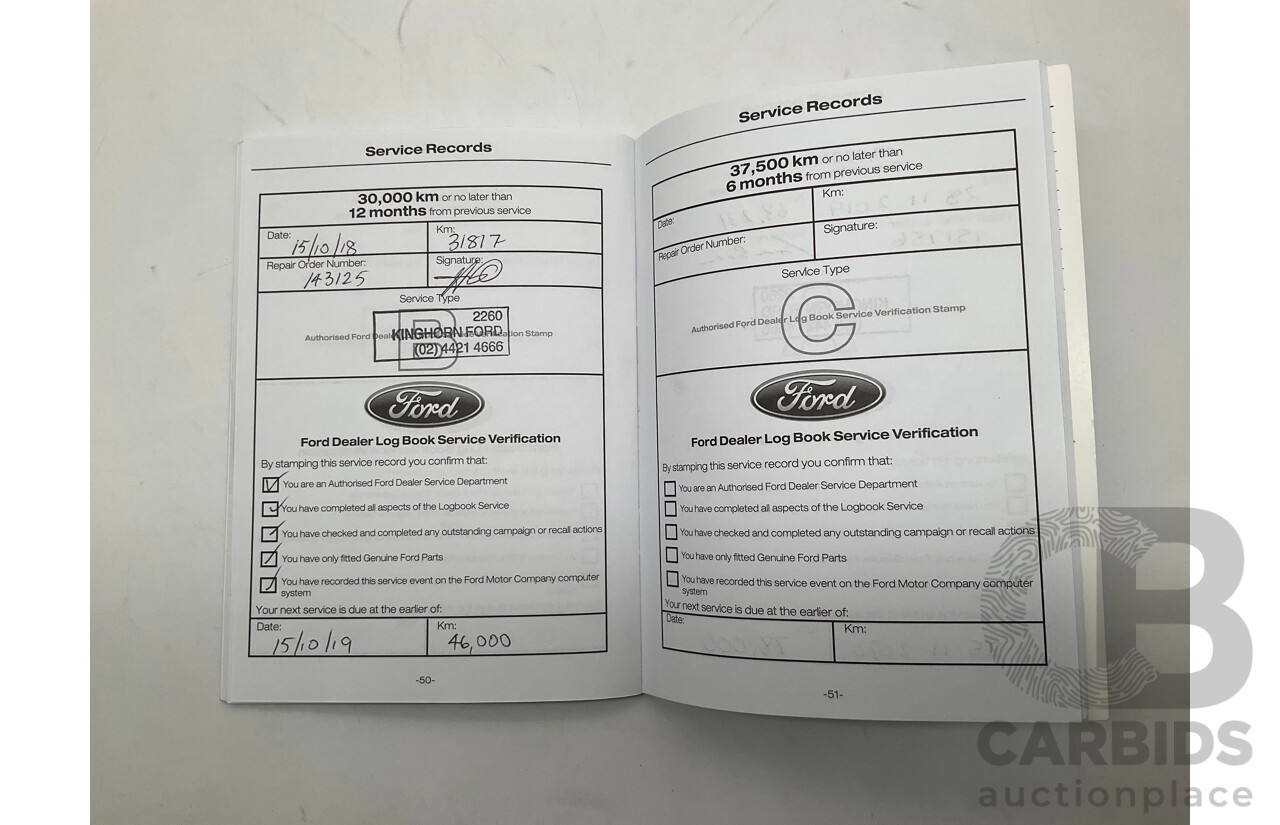 Service Records
30,000 km or no later than
12 months from previous service
Date: 15/10/18
Km: 31817
Repair Order Number: 143125
Signature:
Service Type
B
Authorised Ford Dealer Log Book Service Verification Stamp
2260
KINGHORN FORD
(02) 4421 4666
Ford
Ford Dealer Log Book Service Verification
By stamping this service record you confirm that:
You are an Authorised Ford Dealer Service Department
You have completed all aspects of the Logbook Service
You have checked and completed any outstanding campaign or recall actions
You have only fitted Genuine Ford Parts
You have recorded this service event on the Ford Motor Company computer
system
Your next service is due at the earlier of:
Date: 15/10/19
Km: 46,000
-50-
Service Records
37,500 km or no later than
6 months from previous service
Date:
Km:
Repair Order Number:
Signature:
Service Type
C
Authorised Ford Dealer Log Book Service Verification Stamp
Ford
Ford Dealer Log Book Service Verification
By stamping this service record you confirm that:
You are an Authorised Ford Dealer Service Department
You have completed all aspects of the Logbook Service
You have checked and completed any outstanding campaign or recall actions
You have only fitted Genuine Ford Parts
You have recorded this service event on the Ford Motor Company computer
system
Your next service is due at the earlier of:
Date:
Km:
-51-
CB
CARBIDS
auctionplace